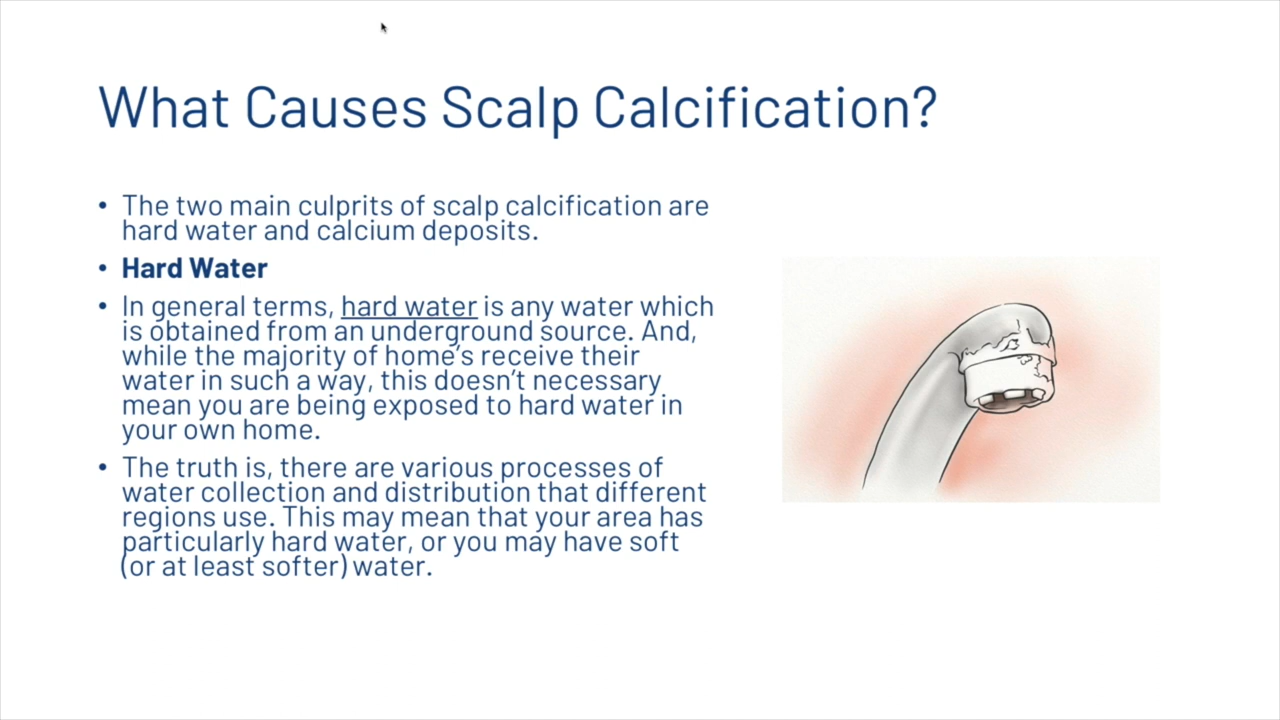 What Causes Scalp Calcification?
• The two main culprits of scalp calcification are
hard water and calcium deposits.
• Hard Water
• In general terms, hard water is any water which
is obtained from an underground source. And,
while the majority of home's receive their
water in such a way, this doesn't necessary
mean you are being exposed to hard water in
your own home.
• The truth is, there are various processes of
water collection and distribution that different
regions use. This may mean that your area has
particularly hard water, or you may have soft
(or at least softer) water.